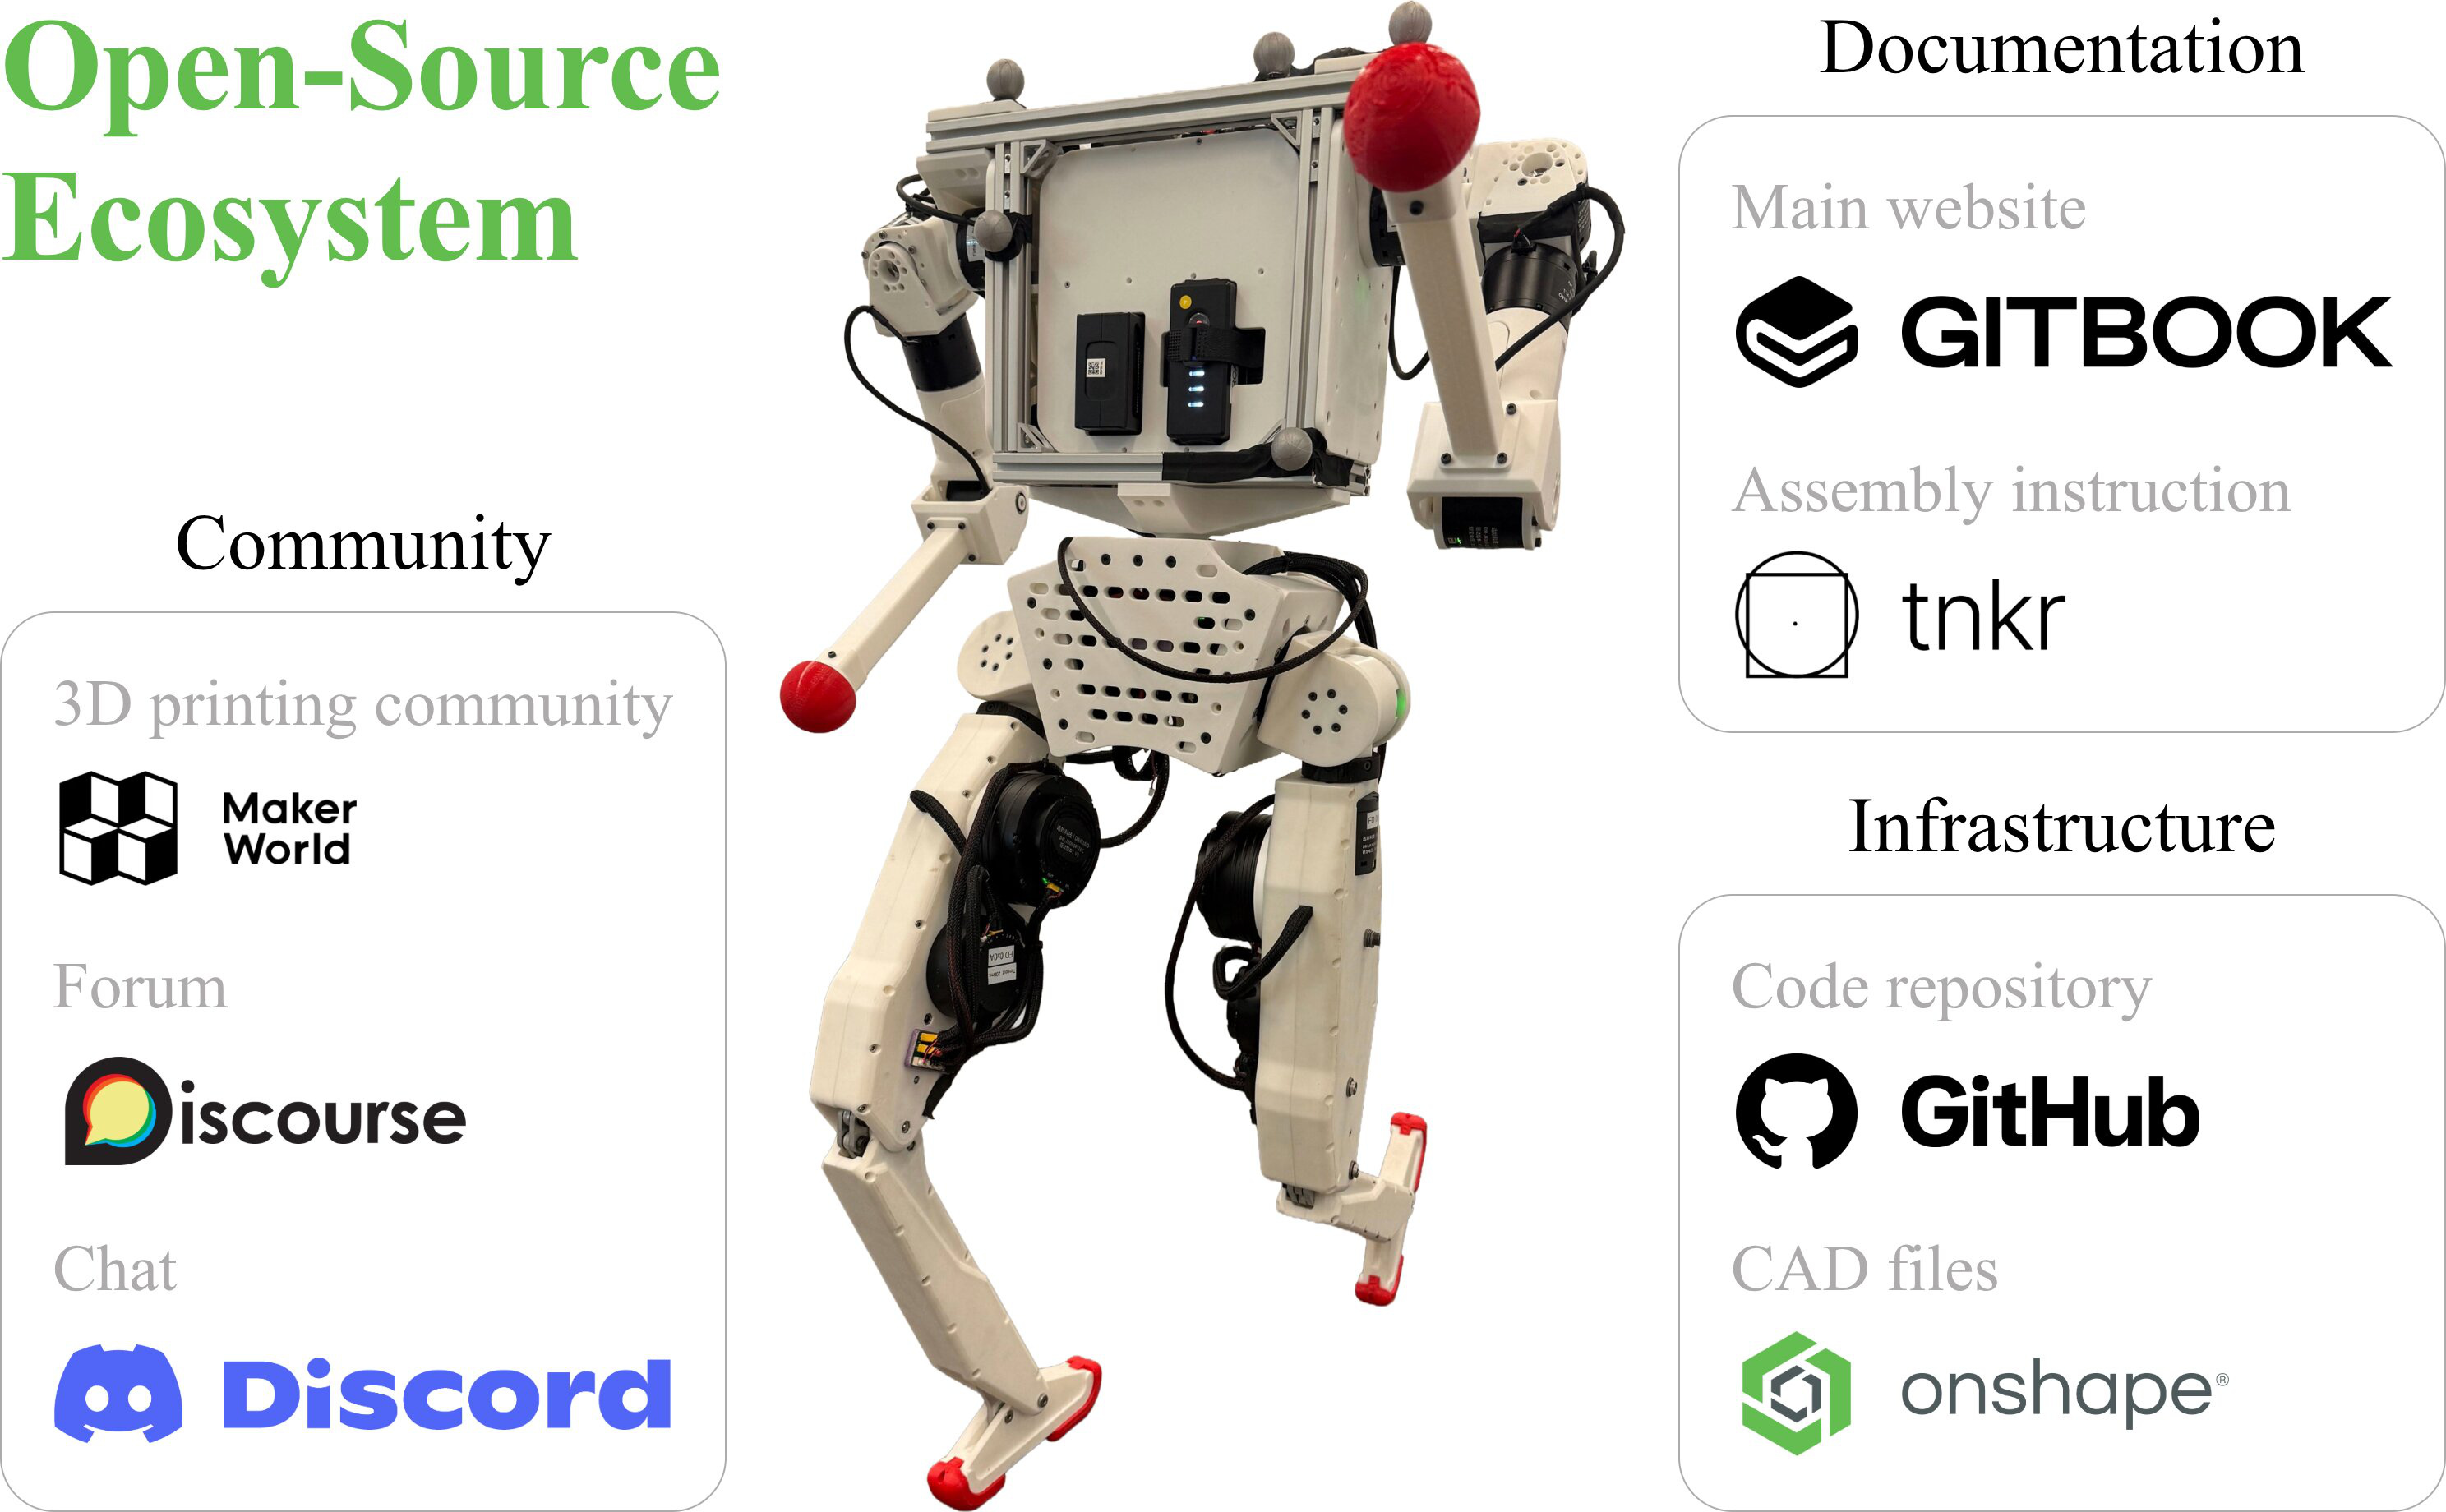 Open-Source
Ecosystem
Community
3D printing community
Maker
World
Forum
Discourse
Chat
Discord
Documentation
Main website
GITBOOK
Assembly instruction
tnkr
Infrastructure
Code repository
GitHub
CAD files
onshape®